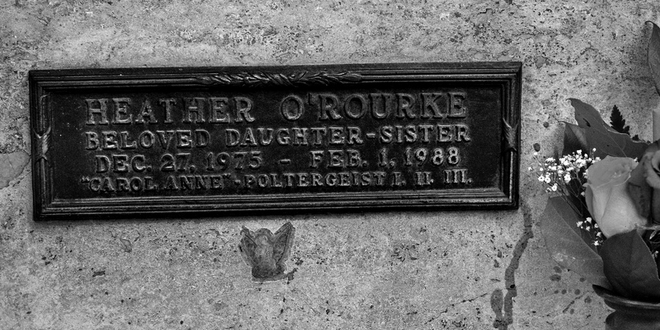 HEATHER O'ROURKE
BELOVED DAUGHTER-SISTER
DEC. 27, 1975 - FEB. 1, 1988
"CAROL ANNE"-POLTERGEIST I. II. III.